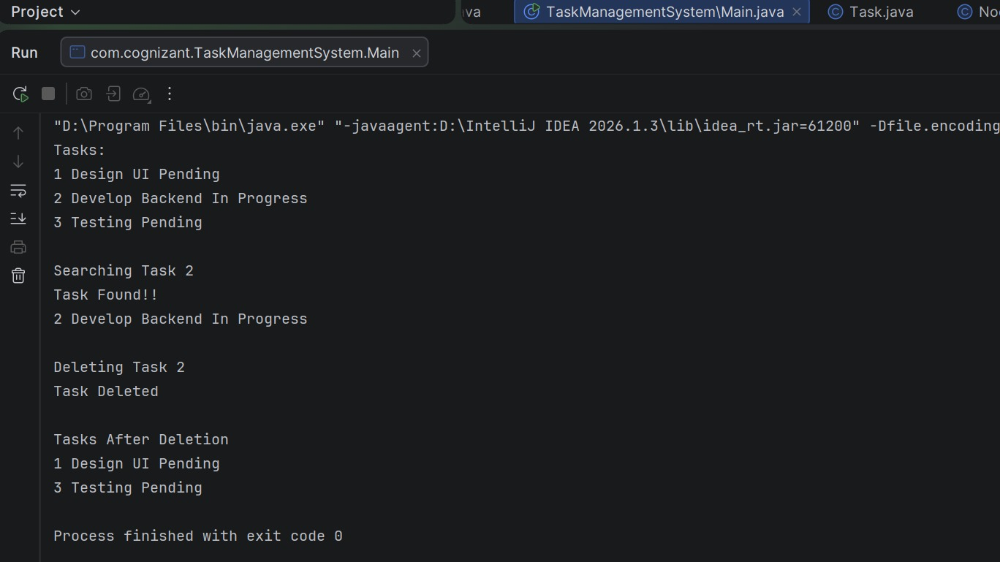 Project
va
TaskManagementSystem\Main.java
Task.java
No
Run
com.cognizant.TaskManagementSystem.Main
"D:\Program Files\bin\java.exe" "-javaagent:D:\IntelliJ IDEA 2026.1.3\lib\idea_rt.jar=61200" -Dfile.encoding
Tasks:
1 Design UI Pending
2 Develop Backend In Progress
3 Testing Pending
Searching Task 2
Task Found!!
2 Develop Backend In Progress
Deleting Task 2
Task Deleted
Tasks After Deletion
1 Design UI Pending
3 Testing Pending
Process finished with exit code 0